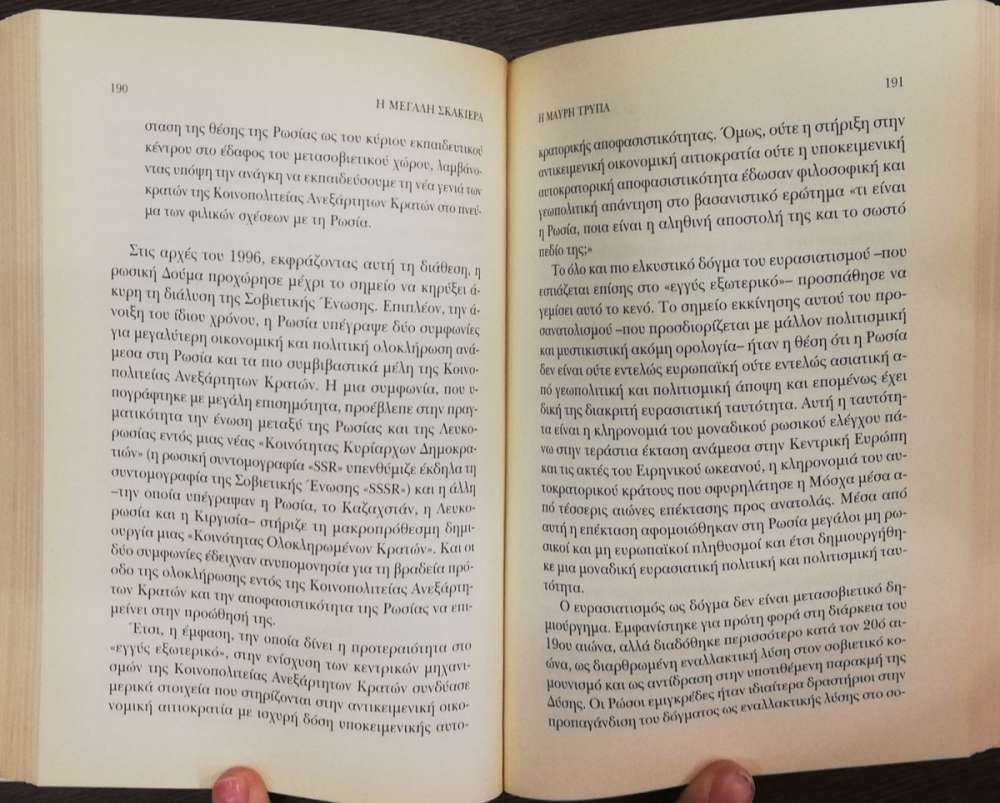 190
Η ΜΕΓΑΛΗ ΣΚΑΚΙΕΡΑ
σταση της θέσης της Ρωσίας ως του κύριου εκπαιδευτικού
κέντρου στο έδαφος του μετασοβιετικού χώρου, λαμβάνο-
ντας υπόψη την ανάγκη να εκπαιδεύσουμε τη νέα γενιά των
κρατών της Κοινοπολιτείας Ανεξάρτητων Κρατών στο πνεύ-
μα των φιλικών σχέσεων με τη Ρωσία.
Στις αρχές του 1996, εκφράζοντας αυτή τη διάθεση, η
ρωσική Δούμα προχώρησε μέχρι το σημείο να κηρύξει ά-
κυρη τη διάλυση της Σοβιετικής Ένωσης. Επιπλέον, την ά-
νοιξη του ίδιου χρόνου, η Ρωσία υπέγραψε δύο συμφωνίες
για μεγαλύτερη οικονομική και πολιτική ολοκλήρωση ανά-
μεσα στη Ρωσία και τα πιο συμβιβαστικά μέλη της Κοινο-
πολιτείας Ανεξάρτητων Κρατών. Η μια συμφωνία, που υ-
πογράφτηκε με μεγάλη επισημότητα, προέβλεπε στην πραγ-
ματικότητα την ένωση μεταξύ της Ρωσίας και της Λευκο-
ρωσίας εντός μιας νέας «Κοινότητας Κυρίαρχων Δημοκρα-
τιών» (η ρωσική συντομογραφία «SSR» υπενθυμίζε έκδηλα τη
συντομογραφία της Σοβιετικής Ένωσης «SSSR») και η άλλη
–την οποία υπέγραψαν η Ρωσία, το Καζαχστάν, η Λευκο-
ρωσία και η Κιργισία– στήριζε τη μακροπρόθεσμη δημι-
ουργία μιας «Κοινότητας Ολοκληρωμένων Κρατών». Και οι
δύο συμφωνίες έδειχναν ανυπομονησία για τη βραδεία πρό-
οδο της ολοκλήρωσης εντός της Κοινοπολιτείας Ανεξάρτη-
των Κρατών και την αποφασιστικότητα της Ρωσίας να επι-
μείνει στην προώθησή της.
Έτσι, η έμφαση, την οποία δίνει η προτεραιότητα στο
«εγγύς εξωτερικό», στην ενίσχυση των κεντρικών μηχανι-
σμών της Κοινοπολιτείας Ανεξάρτητων Κρατών συνδύασε
μερικά στοιχεία που στηρίζονται στην αντικειμενική οικο-
νομική αιτιοκρατία με ισχυρή δόση υποκειμενικής αυτο-
191
Η ΜΑΥΡΗ ΤΡΥΠΑ
κρατορικής αποφασιστικότητας. Όμως, ούτε η στήριξη στην
αντικειμενική οικονομική αιτιοκρατία ούτε η υποκειμενική
αυτοκρατορική αποφασιστικότητα έδωσαν φιλοσοφική και
γεωπολιτική απάντηση στο βασανιστικό ερώτημα «τι είναι
η Ρωσία, ποια είναι η αληθινή αποστολή της και το σωστό
πεδίο της;»
Το όλο και πιο ελκυστικό δόγμα του ευρασιατισμού –που
εστιάζεται επίσης στο «εγγύς εξωτερικό»– προσπάθησε να
γεμίσει αυτό το κενό. Το σημείο εκκίνησης αυτού του προ-
σανατολισμού –που προσδιορίζεται με μάλλον πολιτισμική
και μυστικιστική ακόμη ορολογία– ήταν η θέση ότι η Ρωσία
δεν είναι ούτε εντελώς ευρωπαϊκή ούτε εντελώς ασιατική α-
πό γεωπολιτική και πολιτισμική άποψη και επομένως έχει
δική της διακριτή ευρασιατική ταυτότητα. Αυτή η ταυτότη-
τα είναι η κληρονομιά του μοναδικού ρωσικού ελέγχου πά-
νω στην τεράστια έκταση ανάμεσα στην Κεντρική Ευρώπη
και τις ακτές του Ειρηνικού ωκεανού, η κληρονομιά του αυ-
τοκρατορικού κράτους που σφυρηλάτησε η Μόσχα μέσα α-
πό τέσσερις αιώνες επέκτασης προς ανατολάς. Μέσα από
αυτή η επέκταση αφομοιώθηκαν στη Ρωσία μεγάλοι μη ρω-
σικοί και μη ευρωπαϊκοί πληθυσμοί και έτσι δημιουργήθη-
κε μια μοναδική ευρασιατική πολιτική και πολιτισμική ταυ-
τότητα.
Ο ευρασιατισμός ως δόγμα δεν είναι μετασοβιετικό δη-
μιούργημα. Εμφανίστηκε για πρώτη φορά στη διάρκεια του
19ου αιώνα, αλλά διαδόθηκε περισσότερο κατά τον 20ό αι-
ώνα, ως διαρθρωμένη εναλλακτική λύση στον σοβιετικό κο-
μουνισμό και ως αντίδραση στην υποτιθέμενη παρακμή της
Δύσης. Οι Ρώσοι εμιγκρέδες ήταν ιδιαίτερα δραστήριοι στην
προπαγάνδιση του δόγματος ως εναλλακτικής λύσης στο σο-